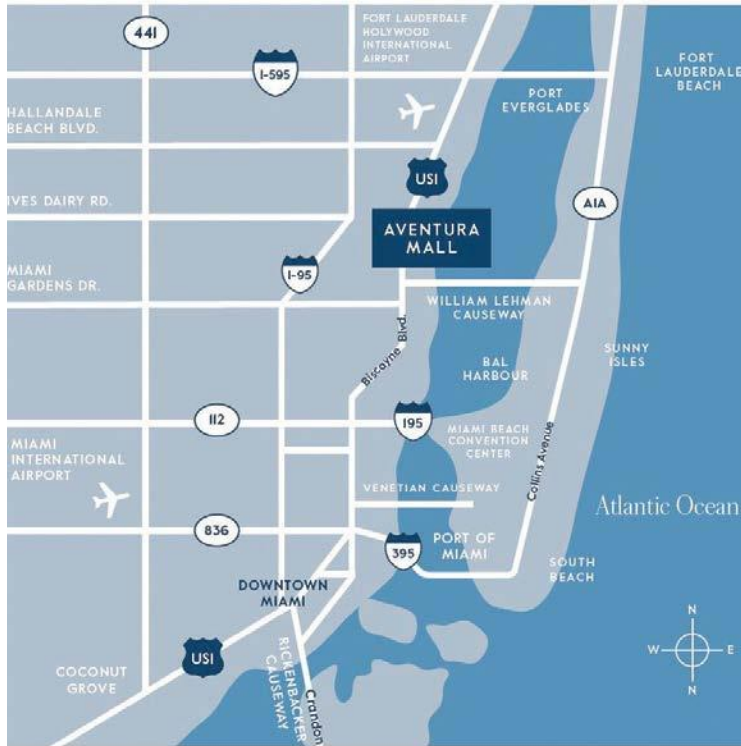 441
FORT LAUDERDALE
HOLYWOOD
INTERNATIONAL
AIRPORT
I-595
FORT
LAUDERDALE
BEACH
PORT
EVERGLADES
HALLANDALE
BEACH BLVD.
US1
IVES DAIRY RD.
A1A
AVENTURA
MALL
MIAMI
GARDENS DR.
I-95
WILLIAM LEHMAN
CAUSEWAY
Biscayne Blvd.
SUNNY
ISLES
BAL
HARBOUR
112
195
MIAMI BEACH
CONVENTION
CENTER
MIAMI
INTERNATIONAL
AIRPORT
Collins Avenue
VENETIAN CAUSEWAY
Atlantic Ocean
836
395
PORT OF
MIAMI
SOUTH
BEACH
DOWNTOWN
MIAMI
US1
COCONUT
GROVE
RICKENBACKER
CAUSEWAY
Crandon
N
W
E
N